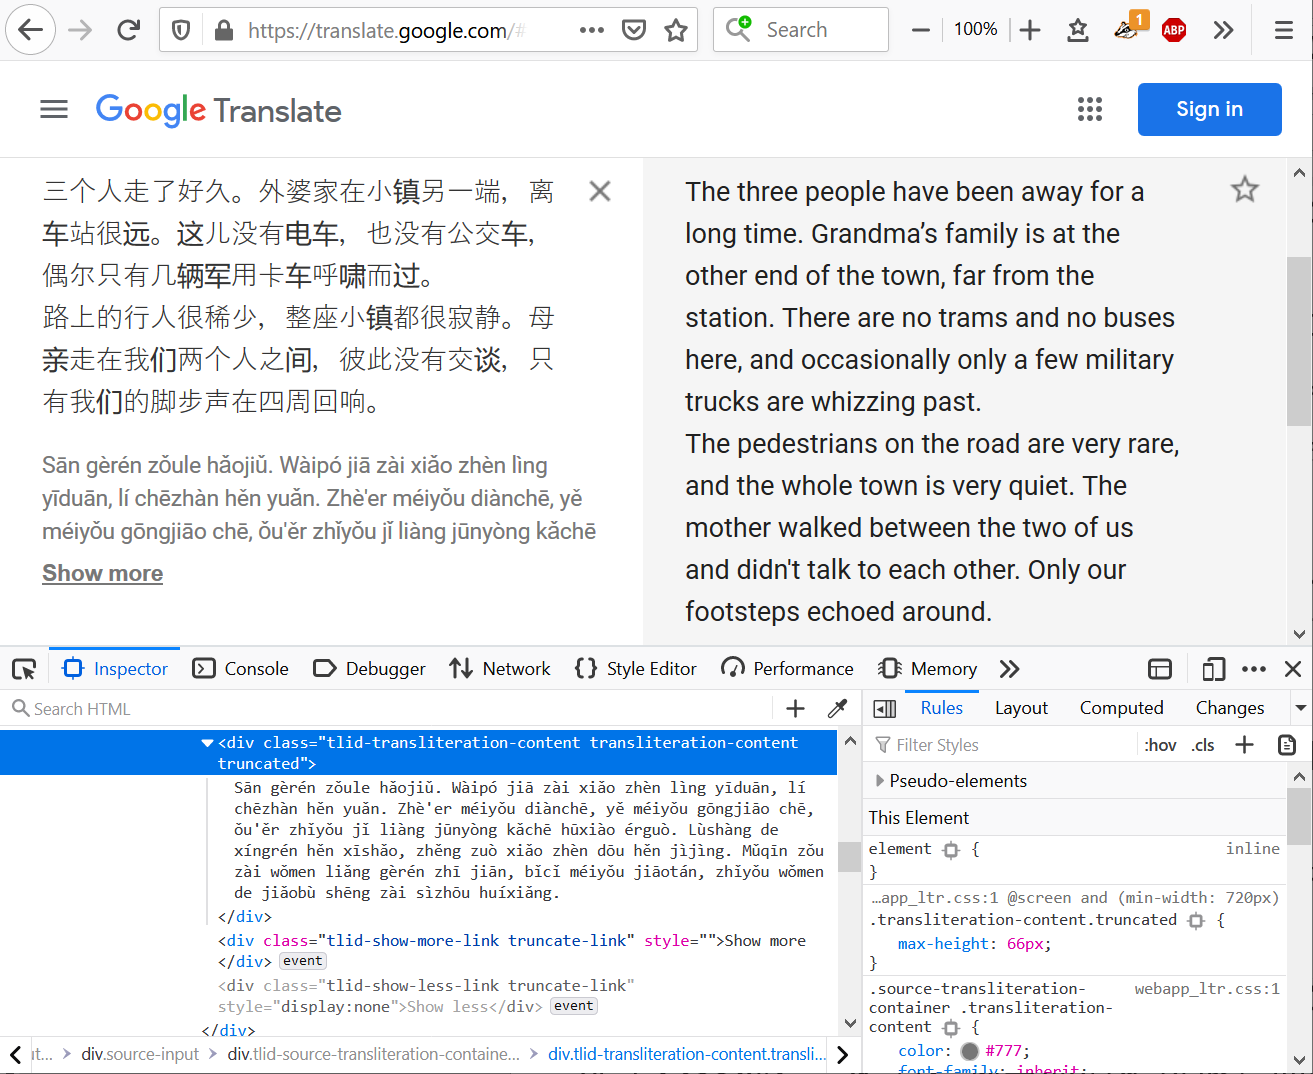 https://translate.google.com/#
Search
100%
1
ABP
Google Translate
Sign in
三个人走了好久。外婆家在小镇另一端，离
车站很远。这儿没有电车，也没有公交车，
偶尔只有几辆军用卡车呼啸而过。
路上的行人很稀少，整座小镇都很寂静。母
亲走在我们两个人之间，彼此没有交谈，只
有我们的脚步声在四周回响。
Sān gèrén zǒule hǎojiǔ. Wàipó jiā zài xiǎo zhèn lìng
yīduān, lí chēzhàn hěn yuǎn. Zhè'er méiyǒu diànchē, yě
méiyǒu gōngjiāo chē, ǒu'ěr zhǐyǒu jǐ liàng jūnyòng kǎchē
Show more
The three people have been away for a
long time. Grandma’s family is at the
other end of the town, far from the
station. There are no trams and no buses
here, and occasionally only a few military
trucks are whizzing past.
The pedestrians on the road are very rare,
and the whole town is very quiet. The
mother walked between the two of us
and didn't talk to each other. Only our
footsteps echoed around.
Inspector
Console
Debugger
Network
Style Editor
Performance
Memory
Search HTML
<div class="tlid-transliteration-content transliteration-content
truncated">
Sān gèrén zǒule hǎojiǔ. Wàipó jiā zài xiǎo zhèn lìng yīduān, lí
chēzhàn hěn yuǎn. Zhè'er méiyǒu diànchē, yě méiyǒu gōngjiāo chē,
ǒu'ěr zhǐyǒu jǐ liàng jūnyòng kǎchē hūxiào érguò. Lùshàng de
xíngrén hěn xīshǎo, zhěng zuò xiǎo zhèn dōu hěn jìjìng. Mǔqīn zǒu
zài wǒmen liǎng gèrén zhī jiān, bǐcǐ méiyǒu jiāotán, zhǐyǒu wǒmen
de jiǎobù shēng zài sìzhōu huíxiǎng.
</div>
<div class="tlid-show-more-link truncate-link" style="">Show more
</div> event
<div class="tlid-show-less-link truncate-link"
style="display:none">Show less</div> event
</div>
ut... > div.source-input > div.tlid-source-transliteration-containe... > div.tlid-transliteration-content.transli...
Rules
Layout
Computed
Changes
Filter Styles
:hov
.cls
Pseudo-elements
This Element
element { inline
}
…app_ltr.css:1 @screen and (min-width: 720px)
.transliteration-content.truncated {
max-height: 66px;
}
.source-transliteration- webapp_ltr.css:1
container .transliteration-
content {
color: #777;
font-family: inherit;